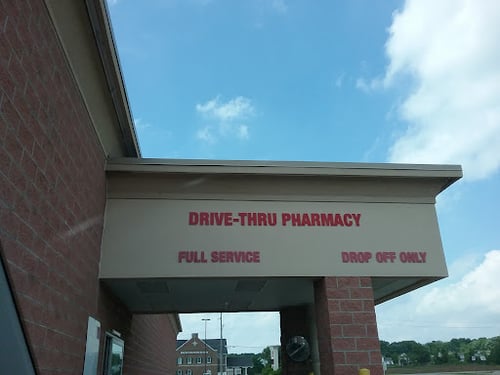 DRIVE-THRU PHARMACY
FULL SERVICE DROP OFF ONLY